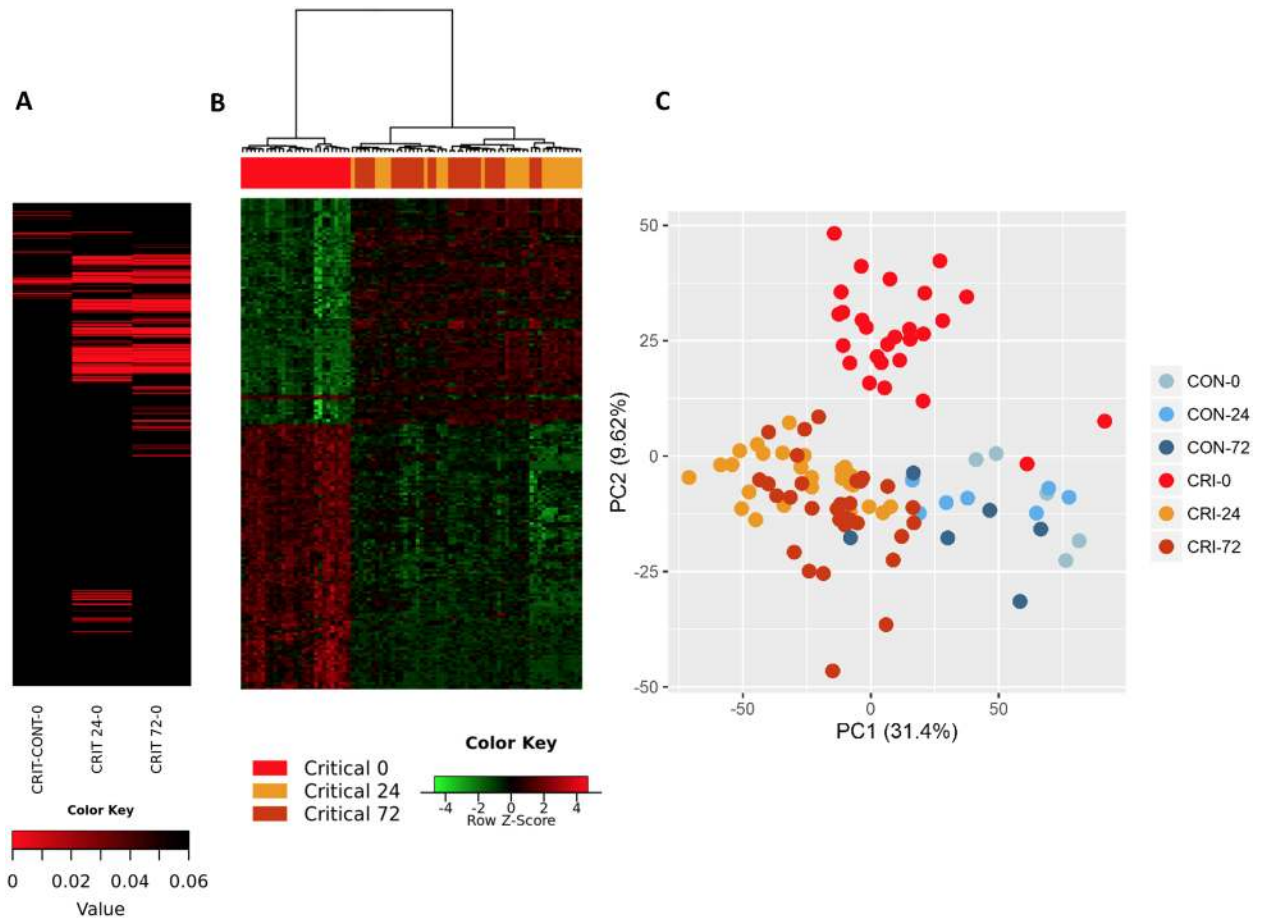 A
B
C
CRIT-CONT-0
CRIT 24-0
CRIT 72-0
Color Key
0 0.02 0.04 0.06
Value
Critical 0
Critical 24
Critical 72
Color Key
-4 -2 0 2 4
Row Z-Score
50
25
0
-25
-50
PC2 (9.62%)
-50 0 50
PC1 (31.4%)
CON-0
CON-24
CON-72
CRI-0
CRI-24
CRI-72